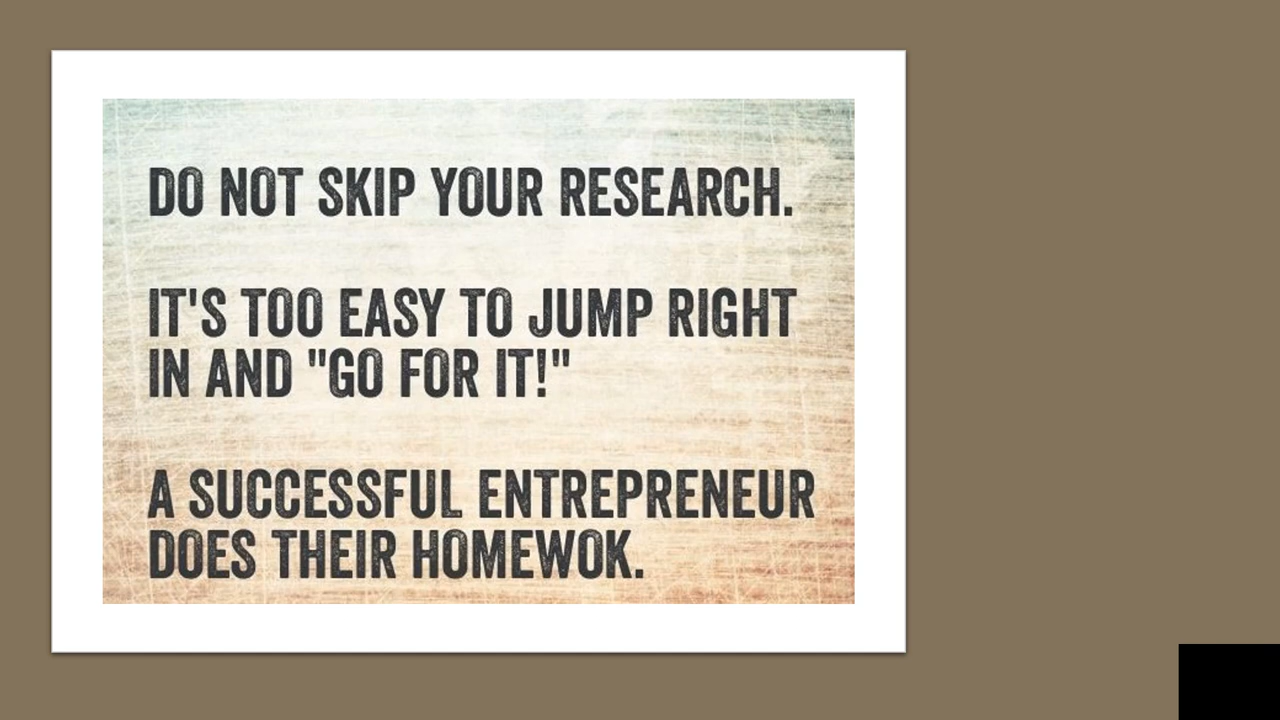 DO NOT SKIP YOUR RESEARCH.
IT'S TOO EASY TO JUMP RIGHT
IN AND "GO FOR IT!"
A SUCCESSFUL ENTREPRENEUR
DOES THEIR HOMEWOK.